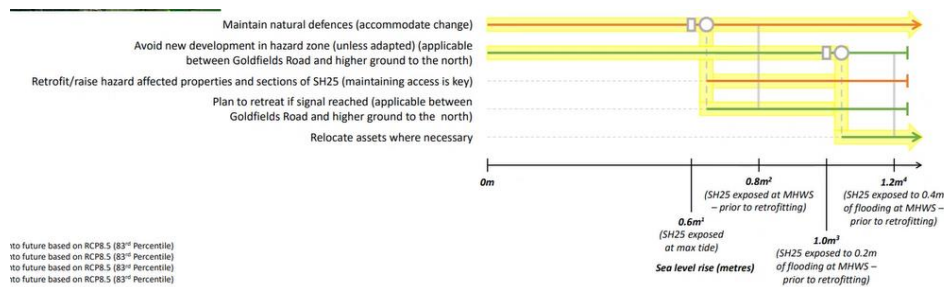 Maintain natural defences (accommodate change)
Avoid new development in hazard zone (unless adapted) (applicable
between Goldfields Road and higher ground to the north)
Retrofit/raise hazard affected properties and sections of SH25 (maintaining access is key)
Plan to retreat if signal reached (applicable between
Goldfields Road and higher ground to the north)
Relocate assets where necessary
0m
0.6m¹
(SH25 exposed
at max tide)
0.8m²
(SH25 exposed at MHWS
– prior to retrofitting)
1.0m³
(SH25 exposed to 0.2m
of flooding at MHWS –
prior to retrofitting)
1.2m⁴
(SH25 exposed to 0.4m
of flooding at MHWS –
prior to retrofitting)
Sea level rise (metres)
nto future based on RCP8.5 (83rd Percentile)
nto future based on RCP8.5 (83rd Percentile)
nto future based on RCP8.5 (83rd Percentile)
nto future based on RCP8.5 (83rd Percentile)